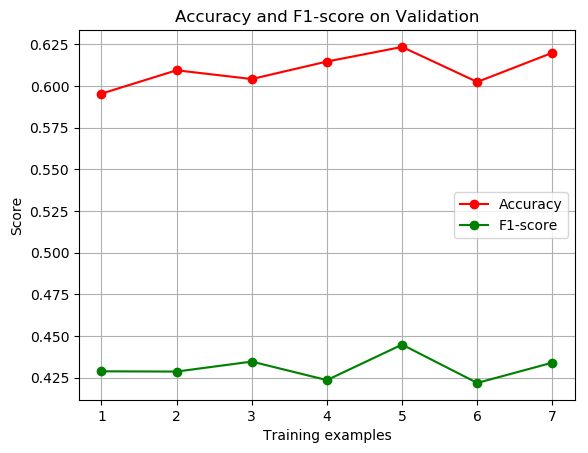 Accuracy and F1-score on Validation
0.625
0.600
0.575
0.550
0.525
0.500
0.475
0.450
0.425
Score
Accuracy
F1-score
1 2 3 4 5 6 7
Training examples